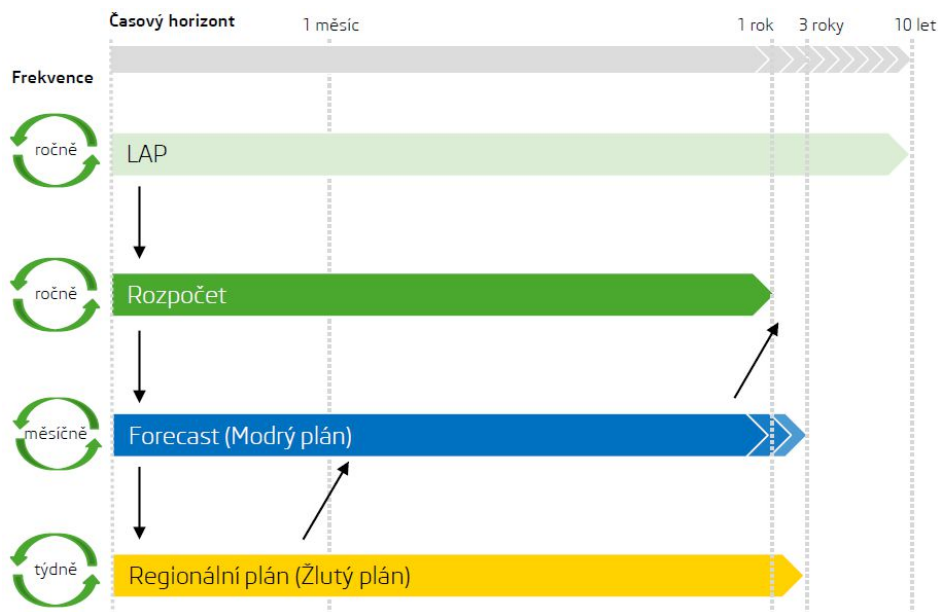 Časový horizont
1 měsíc
1 rok
3 roky
10 let
Frekvence
ročně
LAP
ročně
Rozpočet
měsíčně
Forecast (Modrý plán)
týdně
Regionální plán (Žlutý plán)